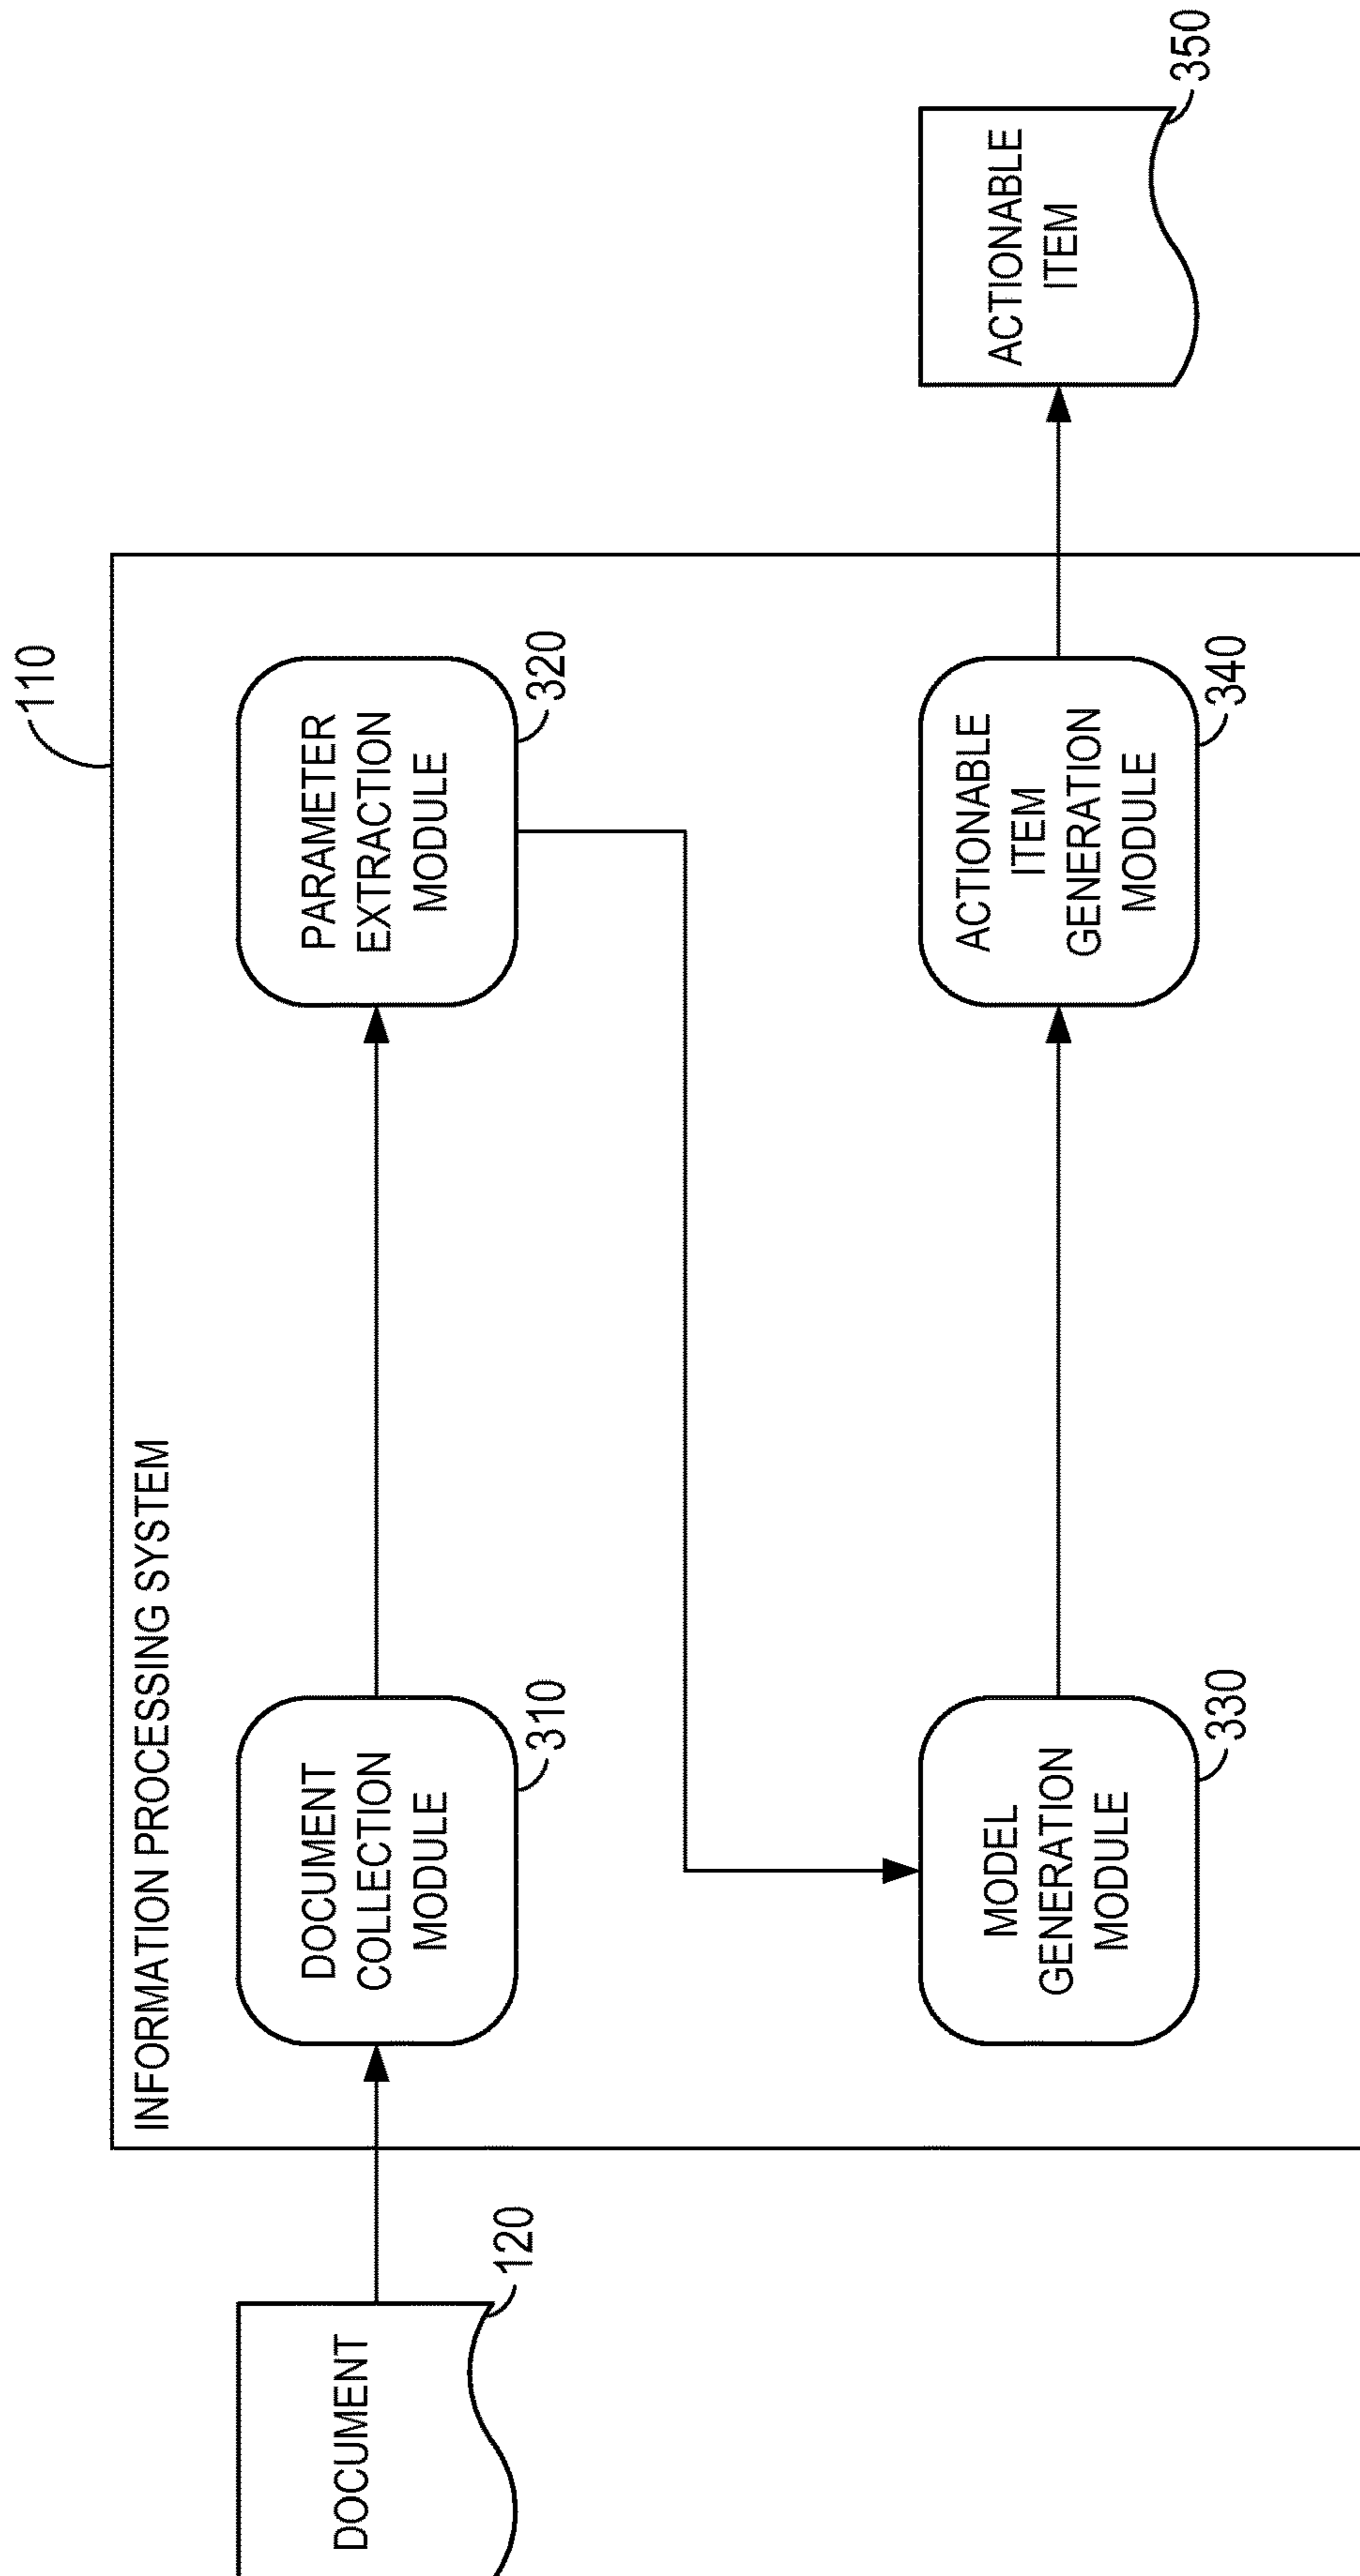 110
INFORMATION PROCESSING SYSTEM
DOCUMENT
120
DOCUMENT
COLLECTION
MODULE
310
PARAMETER
EXTRACTION
MODULE
320
MODEL
GENERATION
MODULE
330
ACTIONABLE
ITEM
GENERATION
MODULE
340
ACTIONABLE
ITEM
350